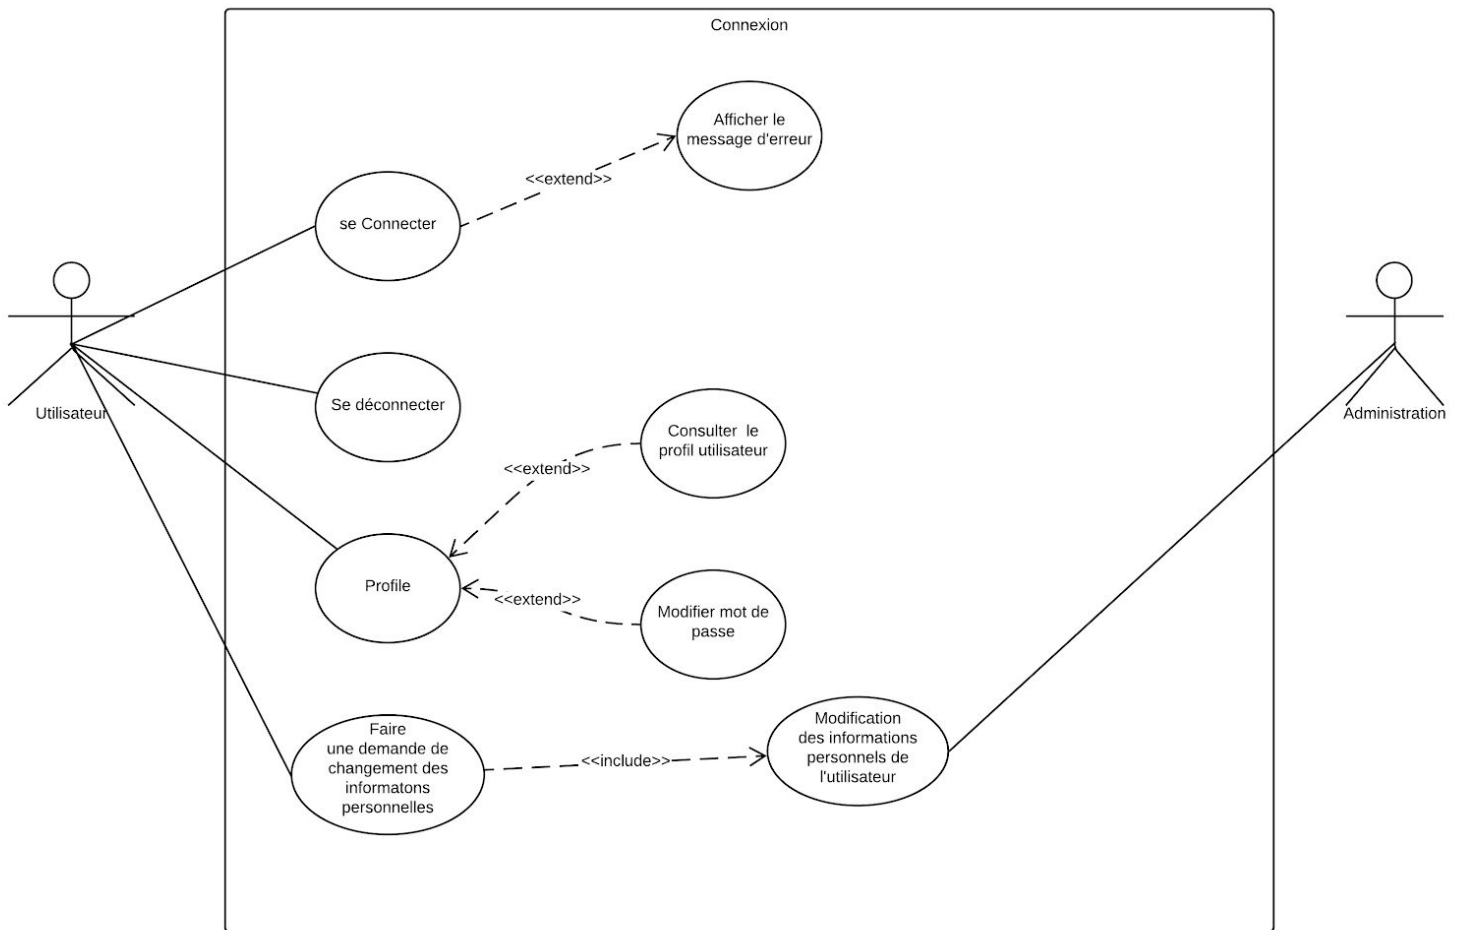 Connexion
Afficher le
message d'erreur
<<extend>>
se Connecter
Se déconnecter
Utilisateur
Administration
Consulter  le
profil utilisateur
<<extend>>
Profile
<<extend>>
Modifier mot de
passe
Faire
une demande de
changement des
informatons
personnelles
<<include>>
Modification
des informations
personnels de
l'utilisateur